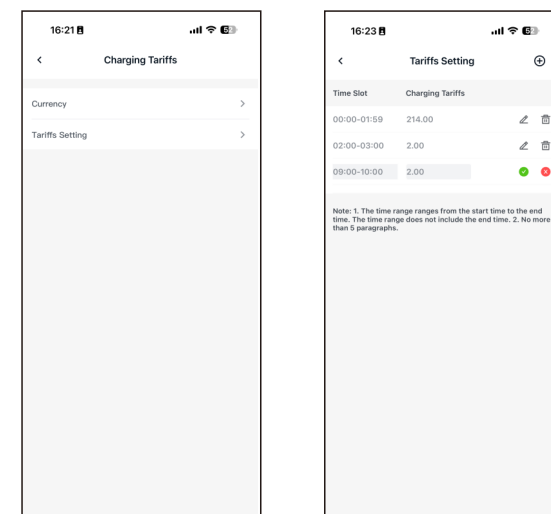 16:21
Charging Tariffs
Currency
Tariffs Setting
16:23
Tariffs Setting
Time Slot Charging Tariffs
00:00-01:59 214.00
02:00-03:00 2.00
09:00-10:00 2.00
Note: 1. The time range ranges from the start time to the end
time. The time range does not include the end time. 2. No more
than 5 paragraphs.